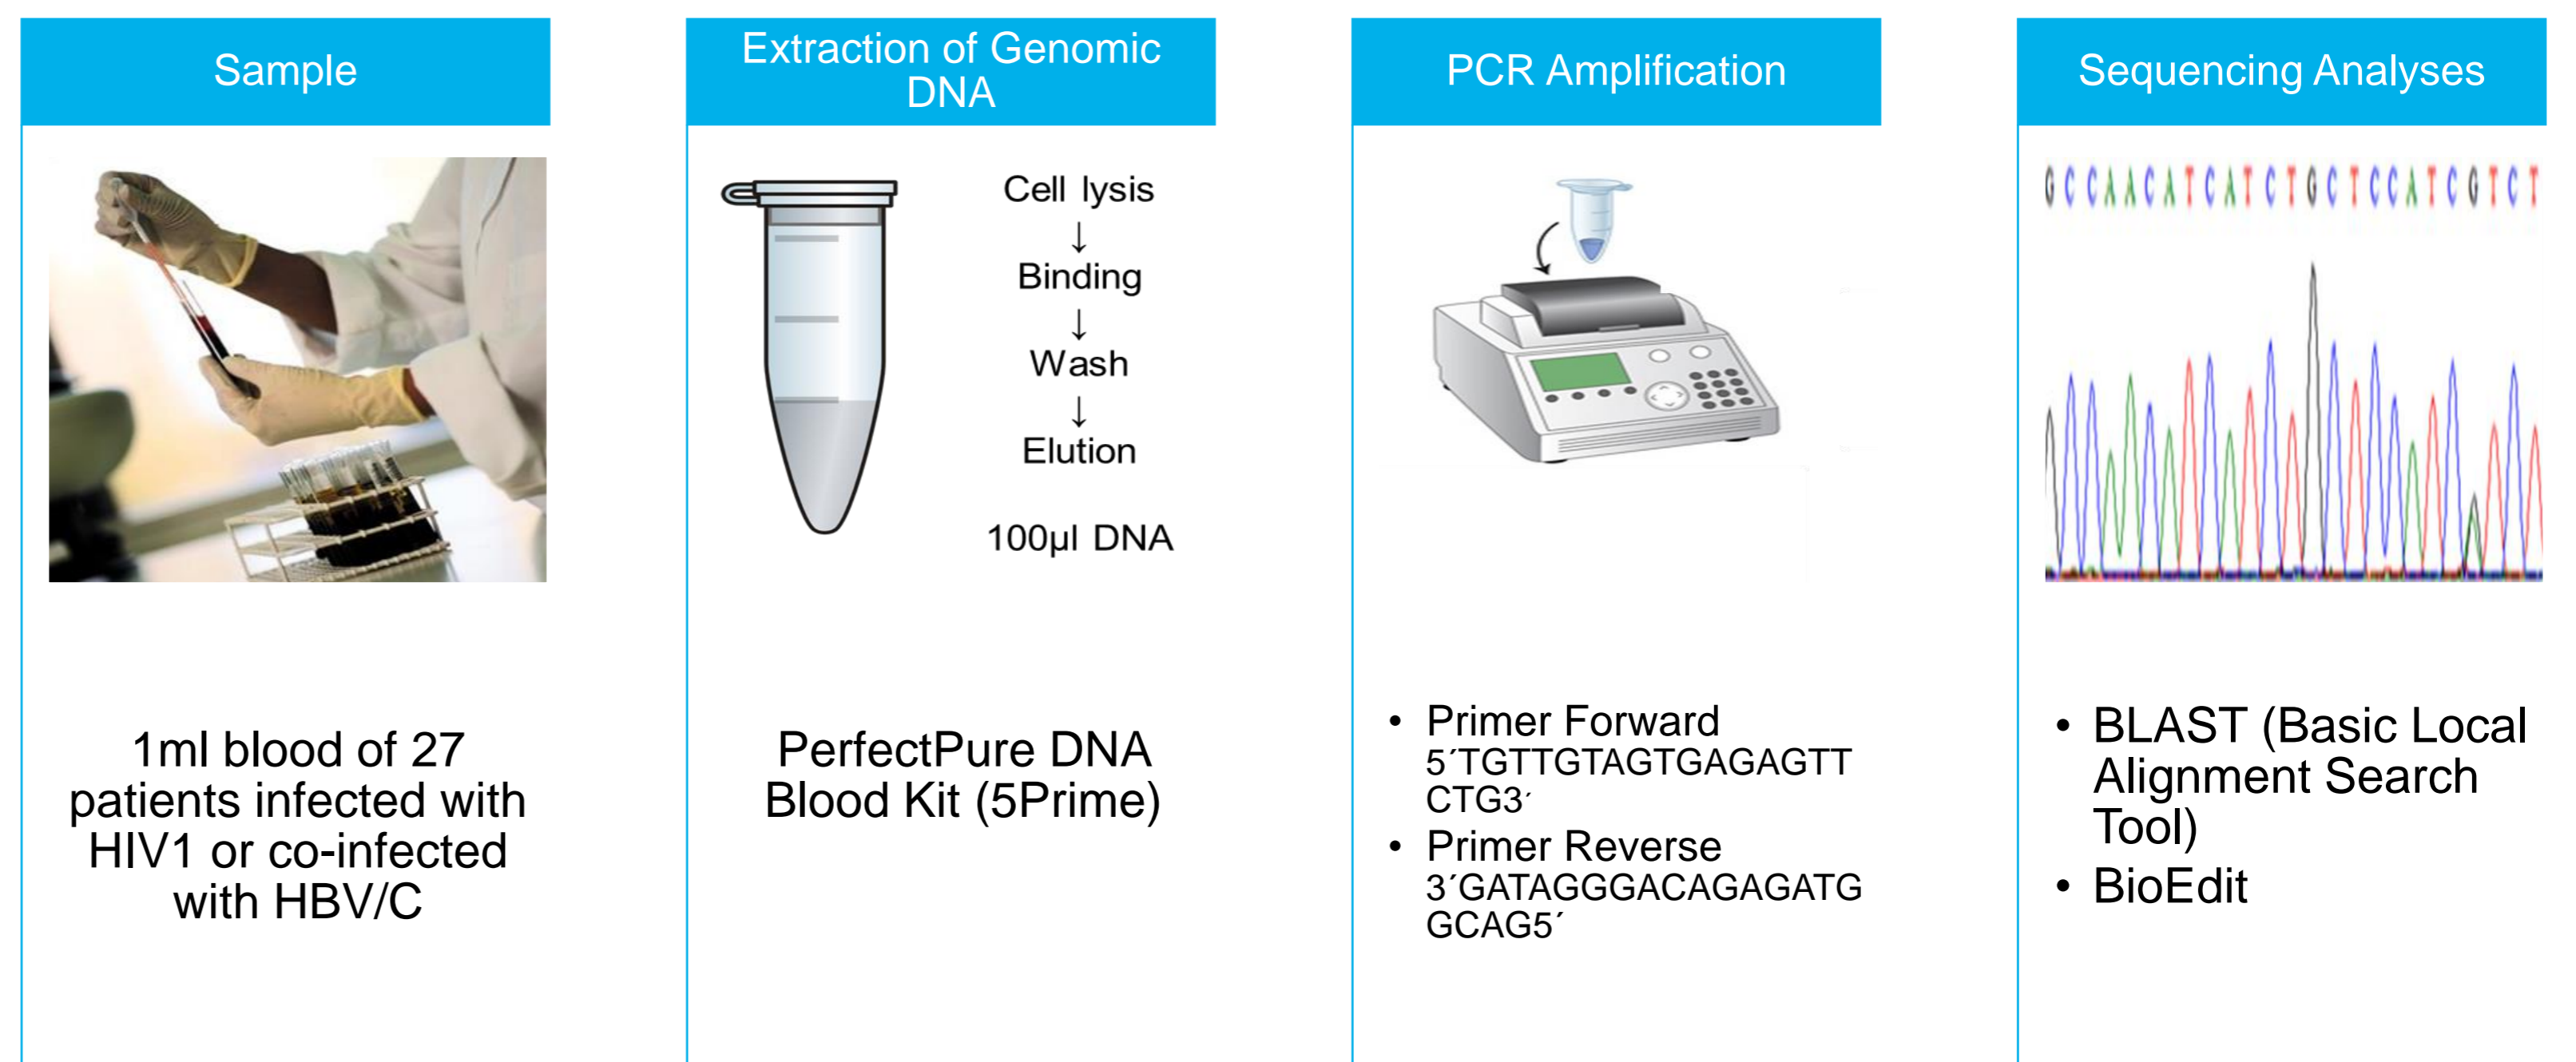 Sample
1ml blood of 27
patients infected with
HIV1 or co-infected
with HBV/C
Extraction of Genomic
DNA
Cell lysis
↓
Binding
↓
Wash
↓
Elution
100µl DNA
PerfectPure DNA
Blood Kit (5Prime)
PCR Amplification
• Primer Forward
5´TGTTGTAGTGAGAGTT
CTG3´
• Primer Reverse
3´GATAGGGACAGAGATG
GCAG5´
Sequencing Analyses
G C C A A C A T C A T C T G C T C C A T C G T C T
• BLAST (Basic Local
Alignment Search
Tool)
• BioEdit